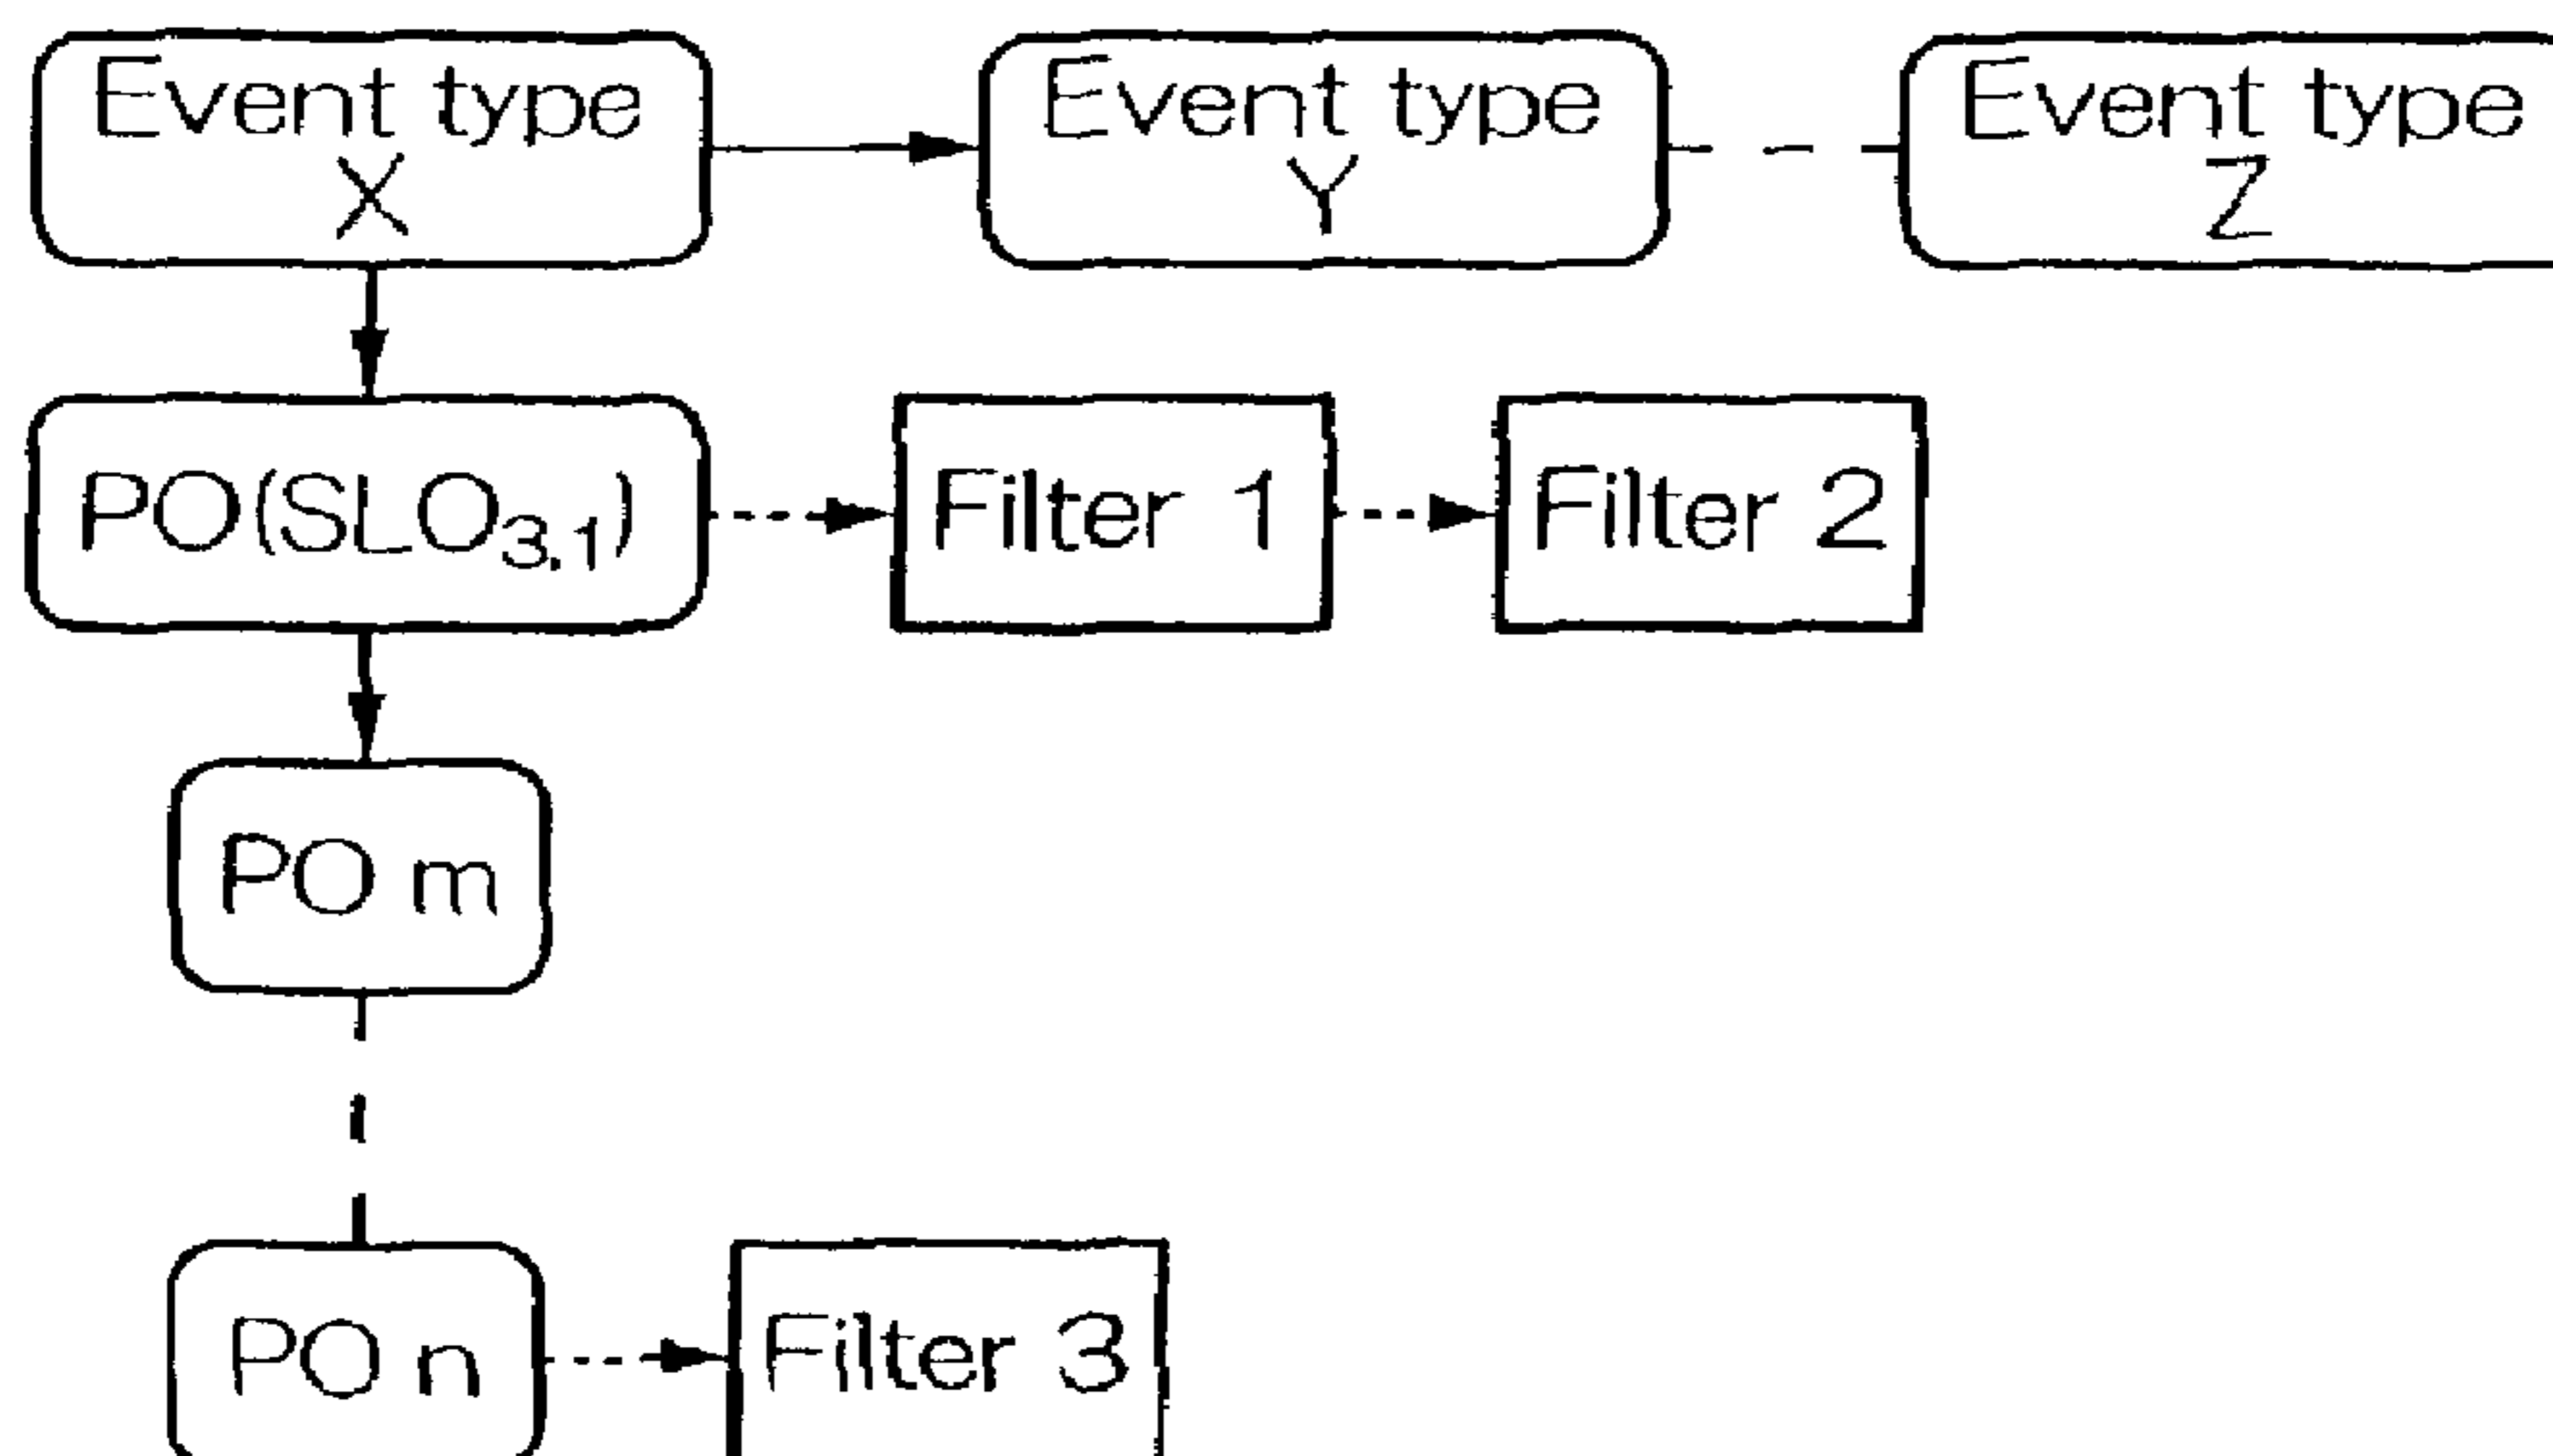 Event type
X
Event type
Y
Event type
Z
PO(SLO3.1)
Filter 1
Filter 2
PO m
PO n
Filter 3